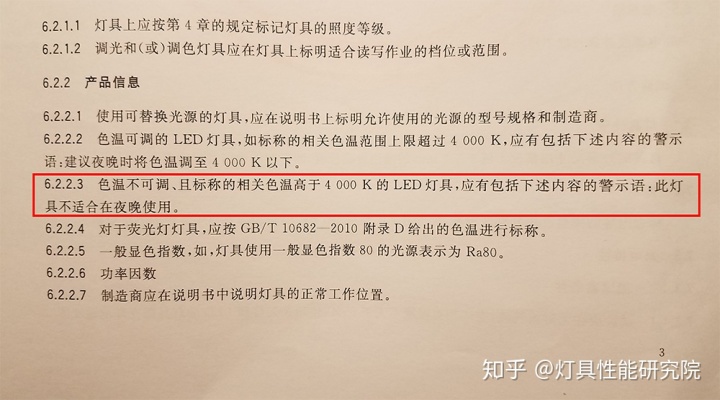 6.2.1.1 灯具上应按第 4 章的规定标记灯具的照度等级。
6.2.1.2 调光和(或)调色灯具应在灯具上标明适合读写作业的档位或范围。
6.2.2 产品信息
6.2.2.1 使用可替换光源的灯具,应在说明书上标明允许使用的光源的型号规格和制造商。
6.2.2.2 色温可调的 LED 灯具,如标称的相关色温范围上限超过 4 000 K,应有包括下述内容的警示
语:建议夜晚时将色温调至 4 000 K 以下。
6.2.2.3 色温不可调、且标称的相关色温高于 4 000 K 的 LED 灯具,应有包括下述内容的警示语:此灯
具不适合在夜晚使用。
6.2.2.4 对于荧光灯灯具,应按 GB/T 10682—2010 附录 D 给出的色温进行标称。
6.2.2.5 一般显色指数,如,灯具使用一般显色指数 80 的光源表示为 Ra80。
6.2.2.6 功率因数
6.2.2.7 制造商应在说明书中说明灯具的正常工作位置。
3
知乎 @灯具性能研究院